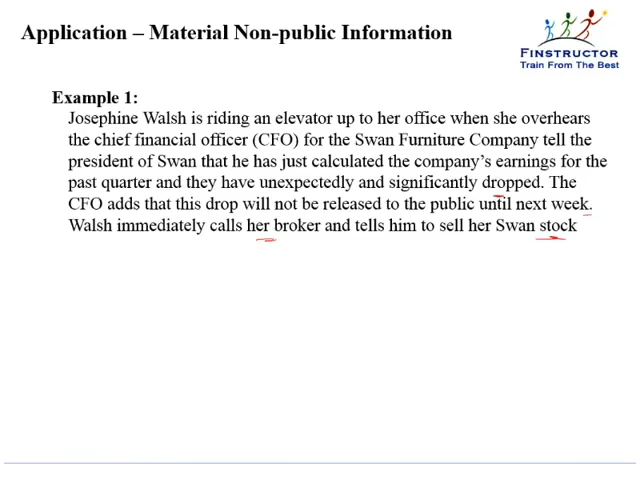 Application – Material Non-public Information
FINSTRUCTOR
Train From The Best
Example 1:
Josephine Walsh is riding an elevator up to her office when she overhears
the chief financial officer (CFO) for the Swan Furniture Company tell the
president of Swan that he has just calculated the company's earnings for the
past quarter and they have unexpectedly and significantly dropped. The
CFO adds that this drop will not be released to the public until next week.
Walsh immediately calls her broker and tells him to sell her Swan stock